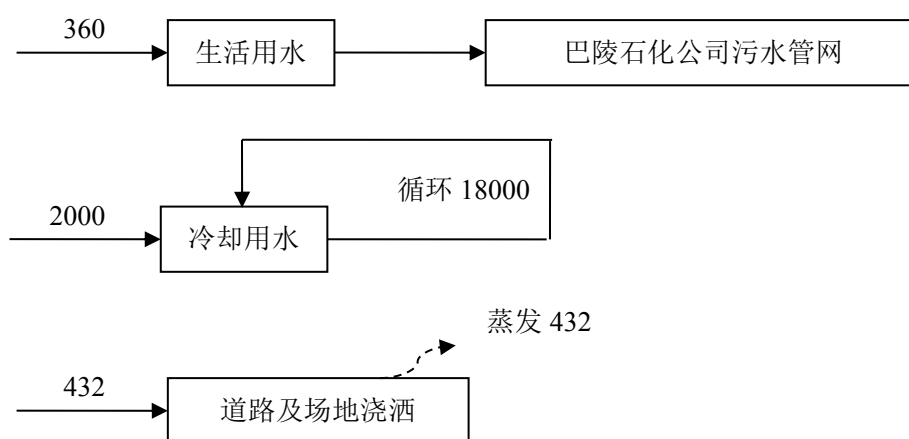 360
生活用水
巴陵石化公司污水管网
循环 18000
2000
冷却用水
蒸发 432
432
道路及场地浇洒